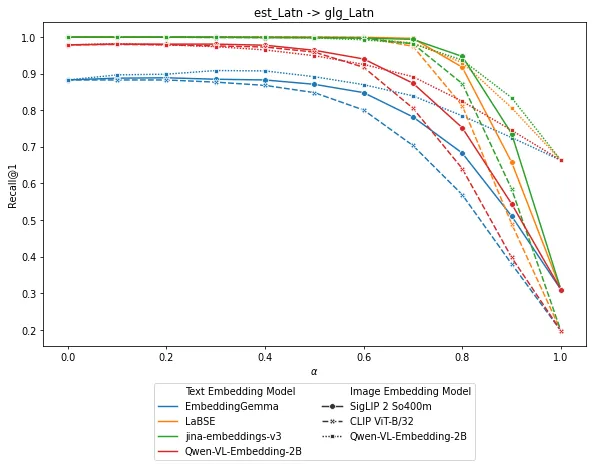 est_Latn -> glg_Latn
Recall@1
1.0
0.9
0.8
0.7
0.6
0.5
0.4
0.3
0.2
0.0 0.2 0.4 0.6 0.8 1.0
α
Text Embedding Model Image Embedding Model
EmbeddingGemma SigLIP 2 So400m
LaBSE CLIP ViT-B/32
jina-embeddings-v3 Qwen-VL-Embedding-2B
Qwen-VL-Embedding-2B